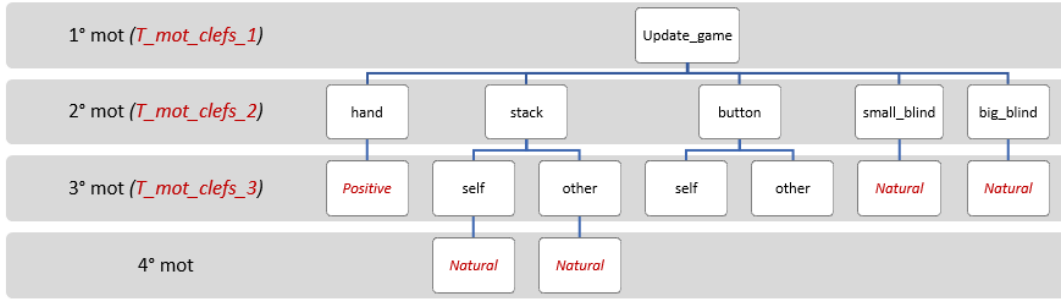 1° mot (T_mot_clefs_1)
Update_game
2° mot (T_mot_clefs_2)
hand
stack
button
small_blind
big_blind
3° mot (T_mot_clefs_3)
Positive
self
other
self
other
Natural
Natural
4° mot
Natural
Natural